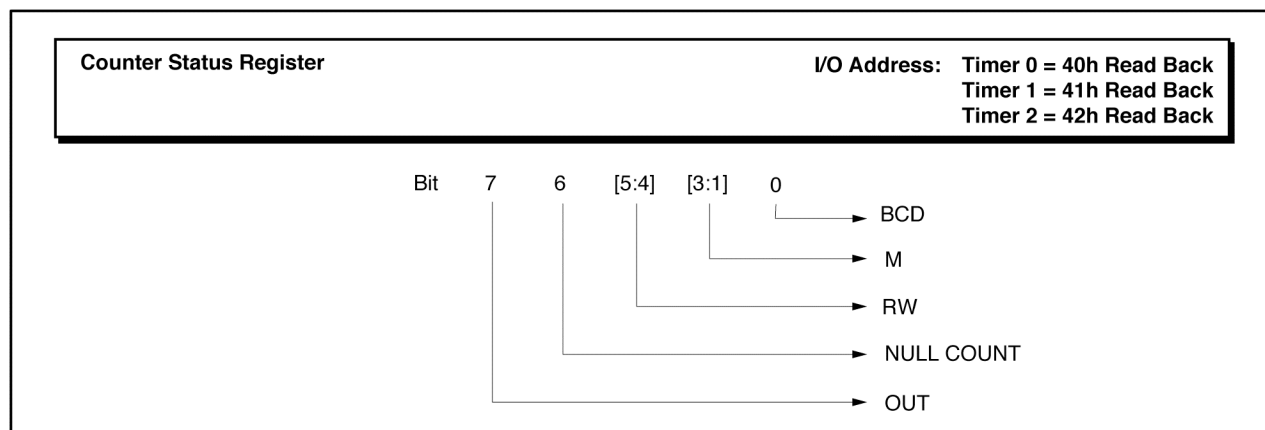 Counter Status Register
I/O Address: Timer 0 = 40h Read Back
Timer 1 = 41h Read Back
Timer 2 = 42h Read Back
Bit 7 6 [5:4] [3:1] 0
BCD
M
RW
NULL COUNT
OUT